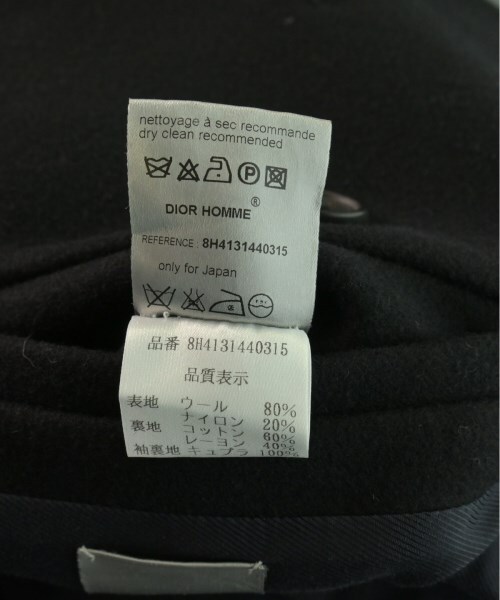 nettoyage à sec recommande
dry clean recommended
P
DIOR HOMME®
REFERENCE : 8H4131440315
only for Japan
品番 8H4131440315
品質表示
表地 ウール 80%
ナイロン 20%
裏地 コットン 60%
レーヨン 40%
袖裏地 キュプラ 100%